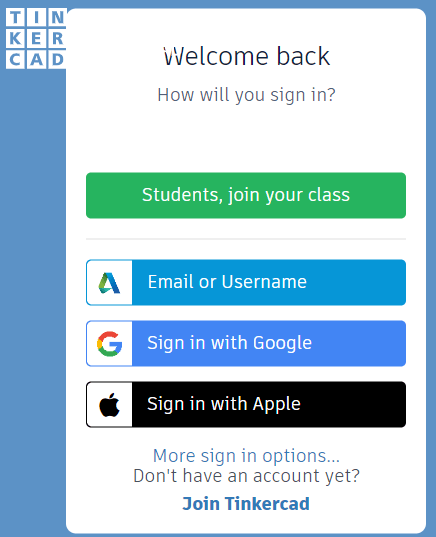 TIN
KER
CAD
Welcome back
How will you sign in?
Students, join your class
Email or Username
Sign in with Google
Sign in with Apple
More sign in options...
Don't have an account yet?
Join Tinkercad